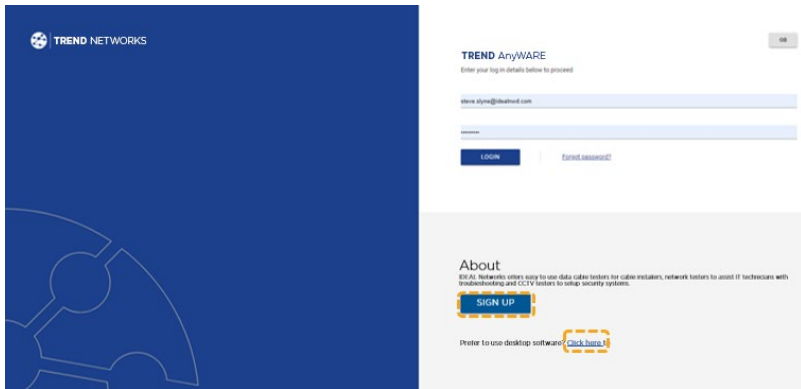 TREND NETWORKS
GB
TREND AnyWARE
Enter your log in details below to proceed
steve.slyne@idealnwd.com
••••••••
LOGIN
Forgot password?
About
IDEAL Networks offers easy to use data cable testers for cable installers, network testers to assist IT technicians with
troubleshooting and CCTV testers to setup security systems.
SIGN UP
Prefer to use desktop software? Click here